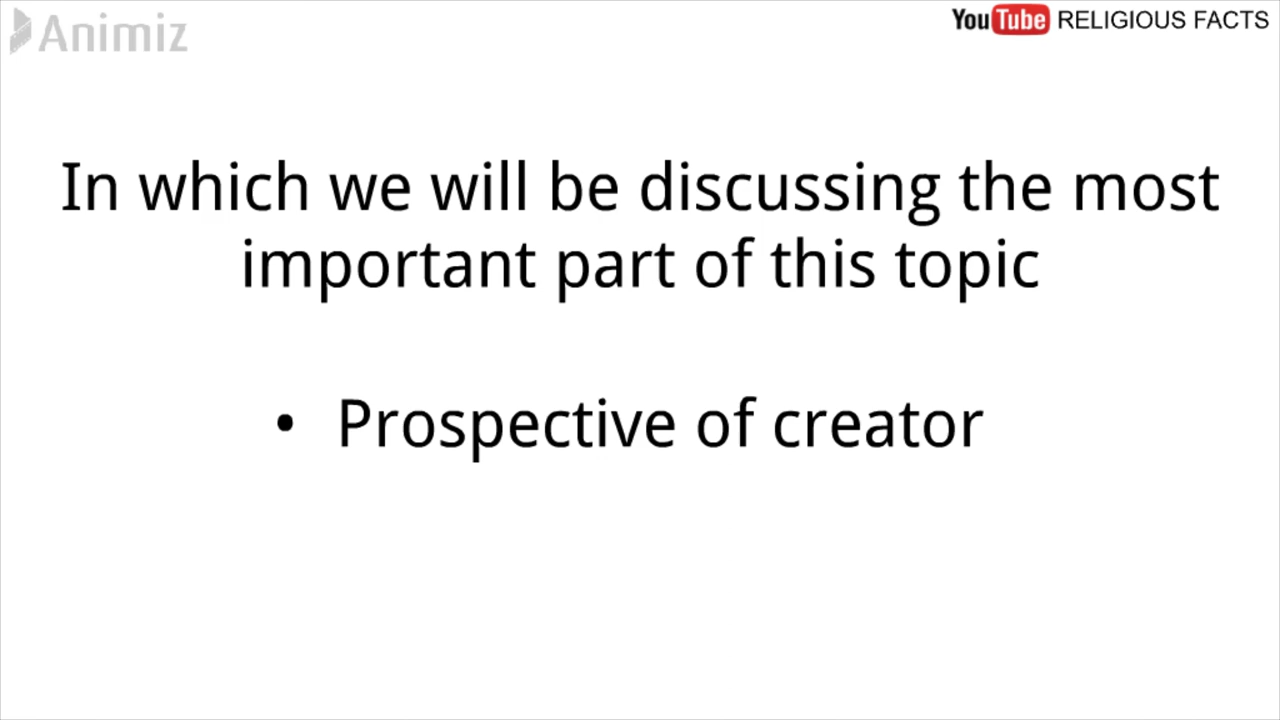 Animiz
YouTube RELIGIOUS FACTS
In which we will be discussing the most
important part of this topic
• Prospective of creator